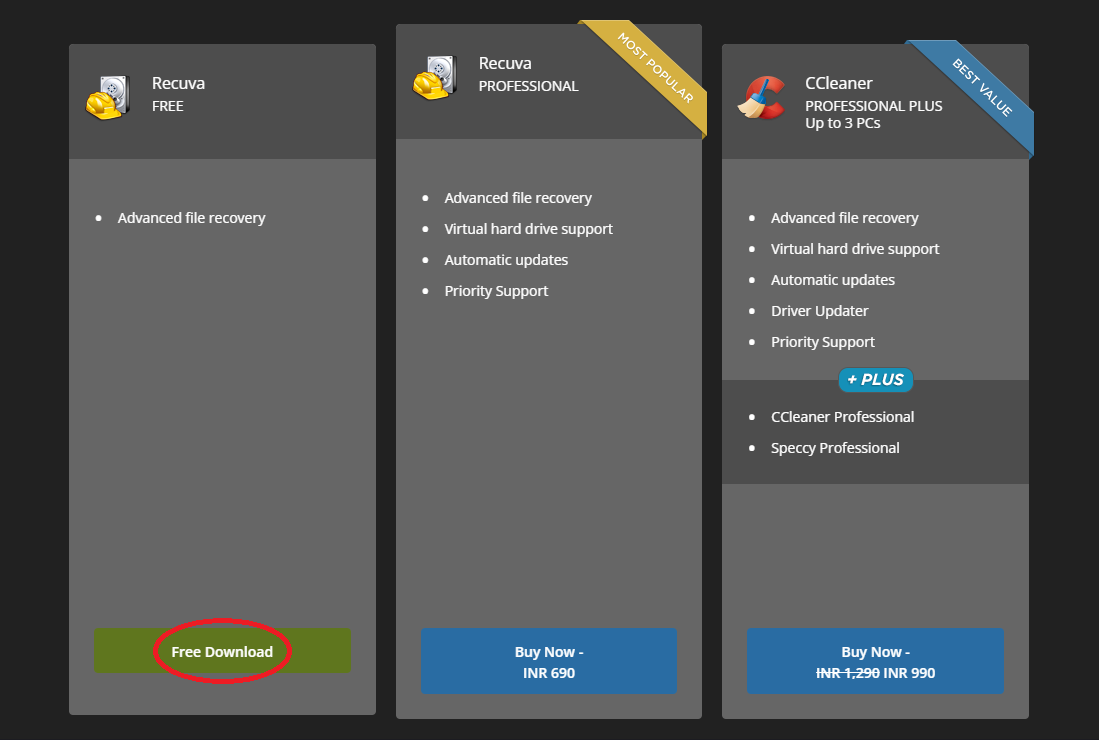 Recuva
FREE
Advanced file recovery
Free Download
Recuva
PROFESSIONAL
MOST POPULAR
Advanced file recovery
Virtual hard drive support
Automatic updates
Priority Support
Buy Now -
INR 690
CCleaner
PROFESSIONAL PLUS
Up to 3 PCs
BEST VALUE
Advanced file recovery
Virtual hard drive support
Automatic updates
Driver Updater
Priority Support
+ PLUS
CCleaner Professional
Speccy Professional
Buy Now -
INR 1,290 INR 990